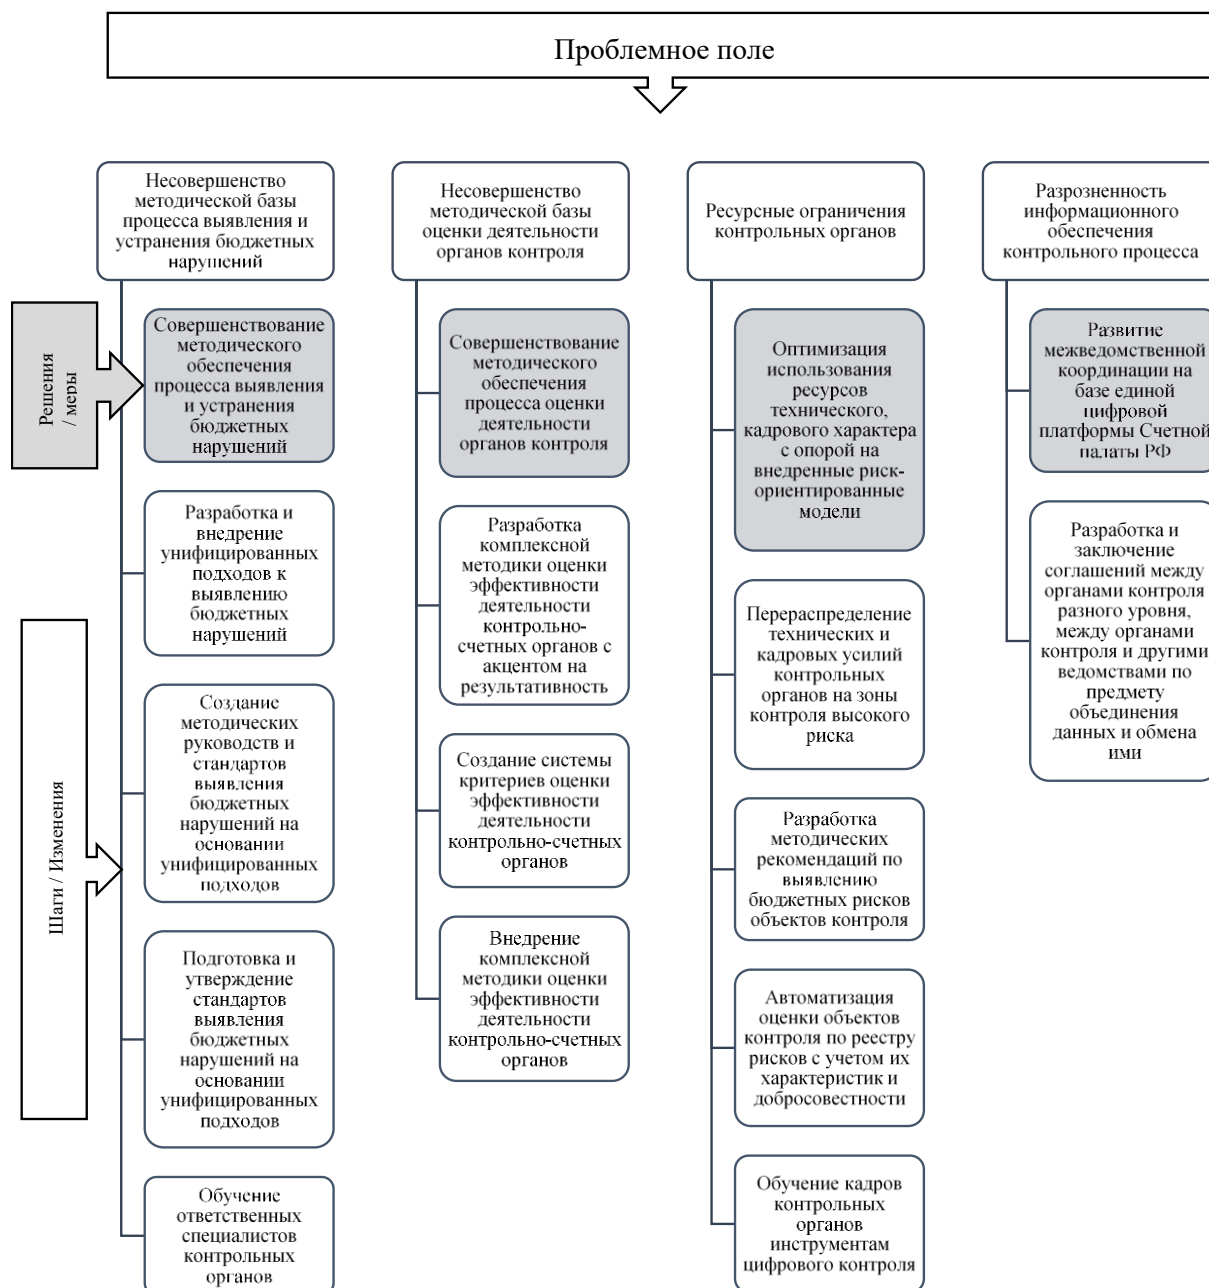 Проблемное поле
Несовершенство
методической базы
процесса выявления и
устранения бюджетных
нарушений
Несовершенство
методической базы
оценки деятельности
органов контроля
Ресурсные ограничения
контрольных органов
Разрозненность
информационного
обеспечения
контрольного процесса
Решения
/ меры
Совершенствование
методического
обеспечения
процесса выявления
и устранения
бюджетных
нарушений
Совершенствование
методического
обеспечения
процесса оценки
деятельности
органов контроля
Оптимизация
использования
ресурсов
технического,
кадрового характера
с опорой на
внедренные риск-
ориентированные
модели
Развитие
межведомственной
координации на
базе единой
цифровой
платформы Счетной
палаты РФ
Шаги / Изменения
Разработка и
внедрение
унифицированных
подходов к
выявлению
бюджетных
нарушений
Создание
методических
руководств и
стандартов
выявления
бюджетных
нарушений на
основании
унифицированных
подходов
Подготовка и
утверждение
стандартов
выявления
бюджетных
нарушений на
основании
унифицированных
подходов
Обучение
ответственных
специалистов
контрольных
органов
Разработка
комплексной
методики оценки
эффективности
деятельности
контрольно-
счетных органов с
акцентом на
результативность
Создание системы
критериев оценки
эффективности
деятельности
контрольно-счетных
органов
Внедрение
комплексной
методики оценки
эффективности
деятельности
контрольно-счетных
органов
Перераспределение
технических и
кадровых усилий
контрольных
органов на зоны
контроля высокого
риска
Разработка
методических
рекомендаций по
выявлению
бюджетных рисков
объектов контроля
Автоматизация
оценки объектов
контроля по реестру
рисков с учетом их
характеристик и
добросовестности
Обучение кадров
контрольных
органов
инструментам
цифрового контроля
Разработка и
заключение
соглашений между
органами контроля
разного уровня,
между органами
контроля и другими
ведомствами по
предмету
объединения
данных и обмена
ими